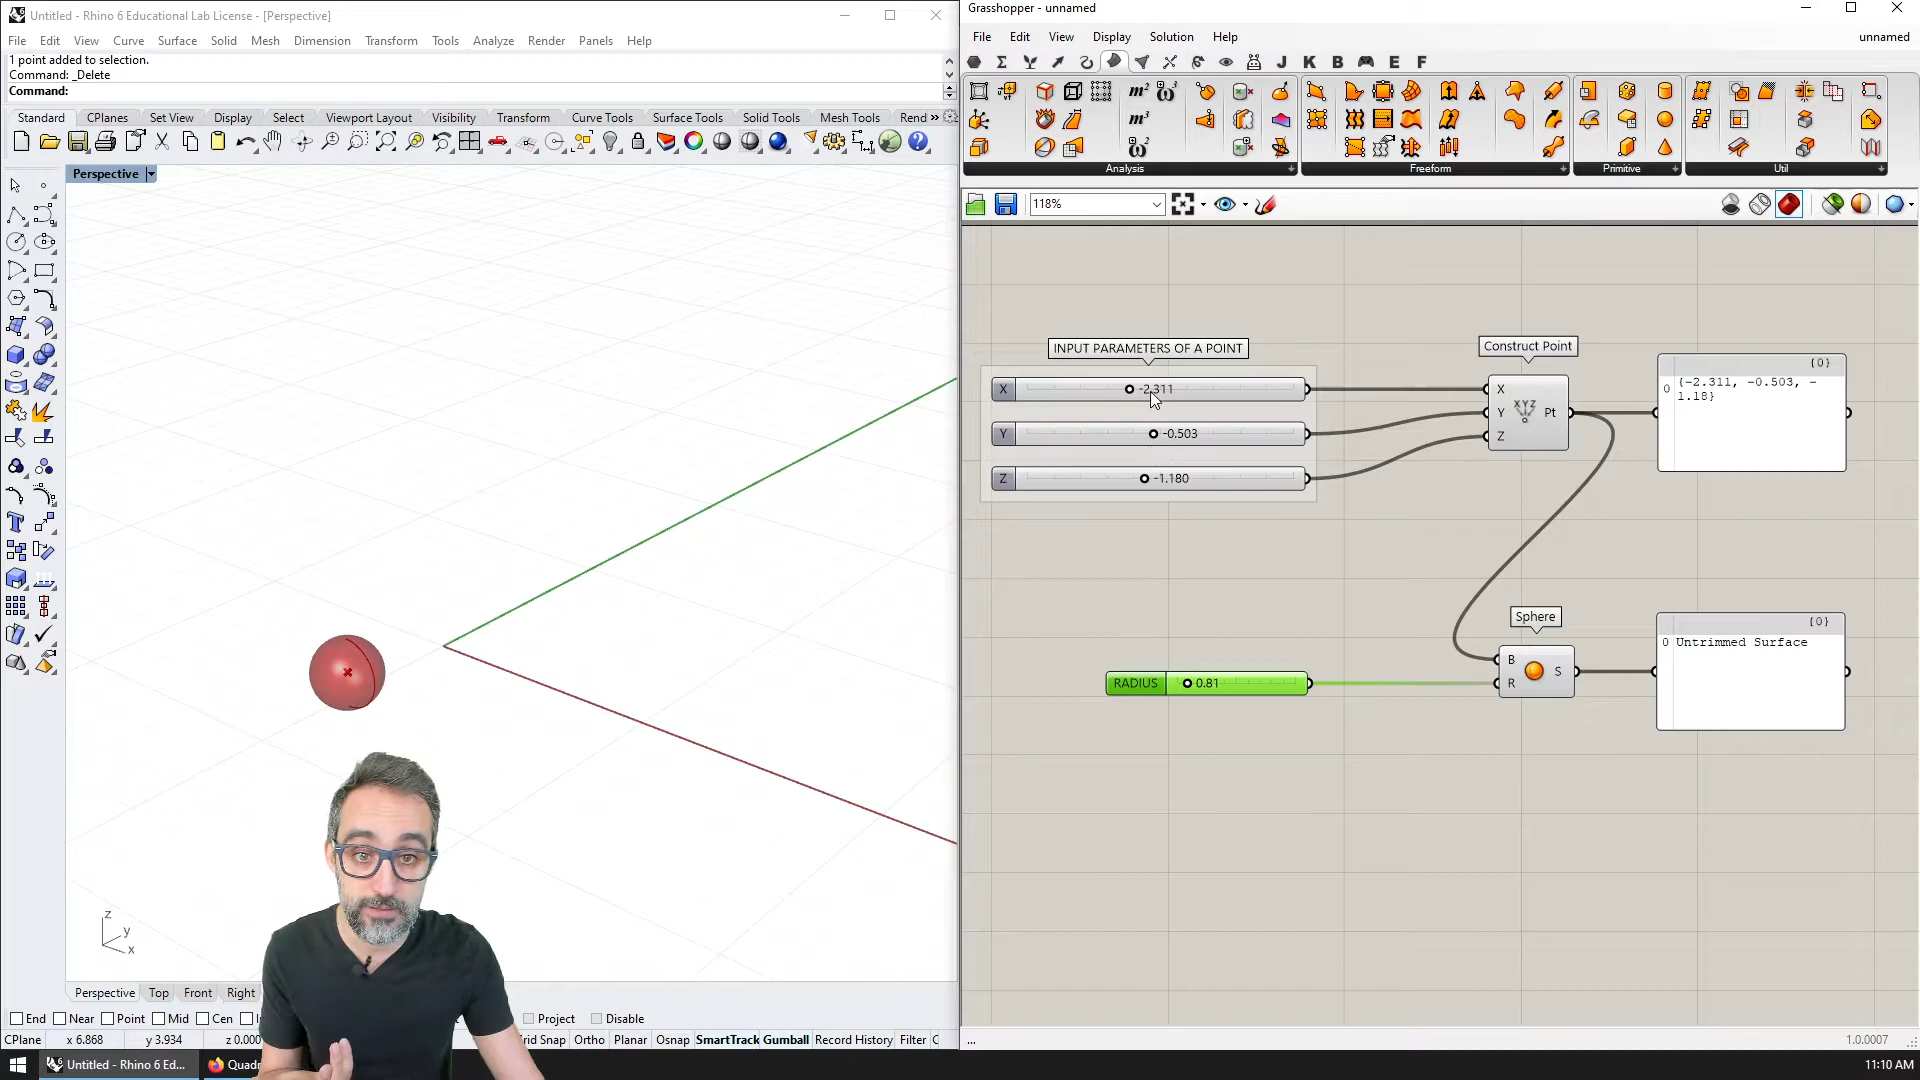 Untitled - Rhino 6 Educational Lab License - [Perspective]
File Edit View Curve Surface Solid Mesh Dimension Transform Tools Analyze Render Panels Help
1 point added to selection.
Command: _Delete
Command:
Standard CPlanes Set View Display Select Viewport Layout Visibility Transform Curve Tools Surface Tools Solid Tools Mesh Tools Rend »
Perspective
z
y
x
Perspective Top Front Right
End Near Point Mid Cen Project Disable
CPlane x 6.868 y 3.934 z 0.000 rid Snap Ortho Planar Osnap SmartTrack Gumball Record History Filter C
Untitled - Rhino 6 Ed... Quadr
Grasshopper - unnamed
File Edit View Display Solution Help unnamed
Σ J K B E F
m² m³
Analysis Freeform Primitive Util
118%
INPUT PARAMETERS OF A POINT
X -2.311
Y -0.503
Z -1.180
Construct Point
X
Y
Z
XYZ
Pt
{0}
0 {-2.311, -0.503, -
1.18}
RADIUS 0.81
Sphere
B
R
S
{0}
0 Untrimmed Surface
... 1.0.0007
11:10 AM